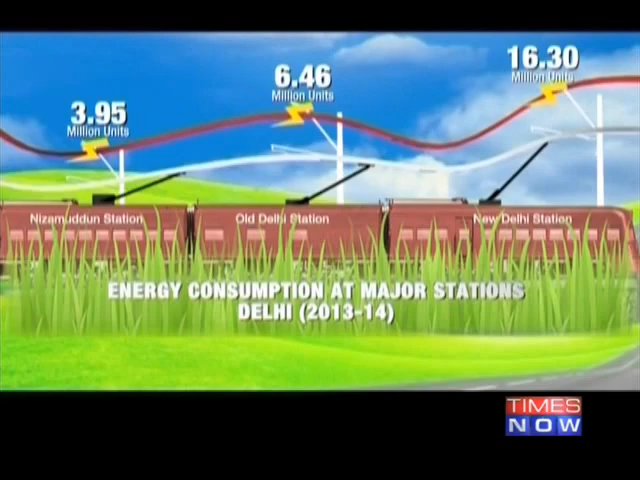 16.30
Million Units
6.46
Million Units
3.95
Million Units
Nizamuddun Station
Old Delhi Station
New Delhi Station
ENERGY CONSUMPTION AT MAJOR STATIONS
DELHI (2013-14)
TIMES
NOW